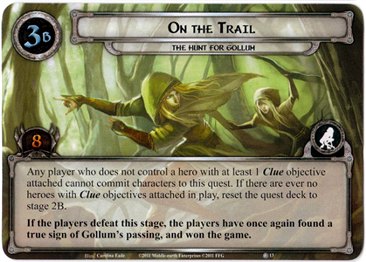 3B
On the Trail
The Hunt for Gollum
8
Any player who does not control a hero with at least 1 Clue objective
attached cannot commit characters to this quest. If there are ever no
heroes with Clue objectives attached in play, reset the quest deck to
stage 2B.
If the players defeat this stage, the players have once again found a
true sign of Gollum's passing, and won the game.
©2011 Middle-earth Enterprises ©2011 FFG